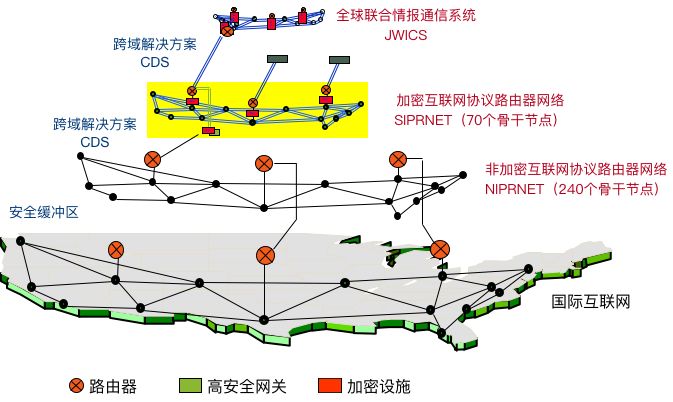 全球联合情报通信系统
JWICS
跨域解决方案
CDS
加密互联网协议路由器网络
SIPRNET（70个骨干节点）
跨域解决方案
CDS
非加密互联网协议路由器网络
NIPRNET（240个骨干节点）
安全缓冲区
国际互联网
路由器
高安全网关
加密设施